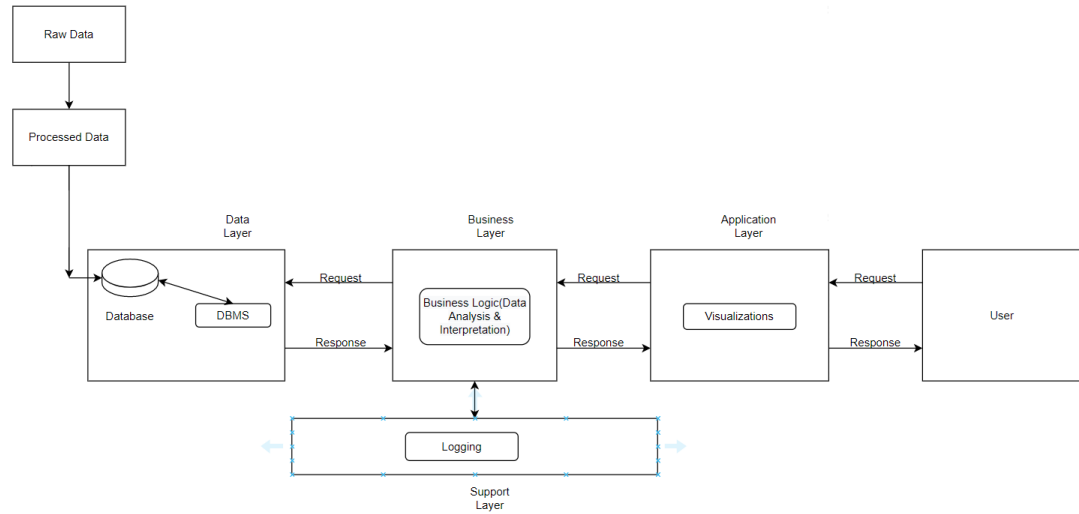 Raw Data
Processed Data
Data
Layer
Business
Layer
Application
Layer
Request
Request
Request
Database
DBMS
Business Logic(Data
Analysis &
Interpretation)
Visualizations
User
Response
Response
Response
Logging
Support
Layer